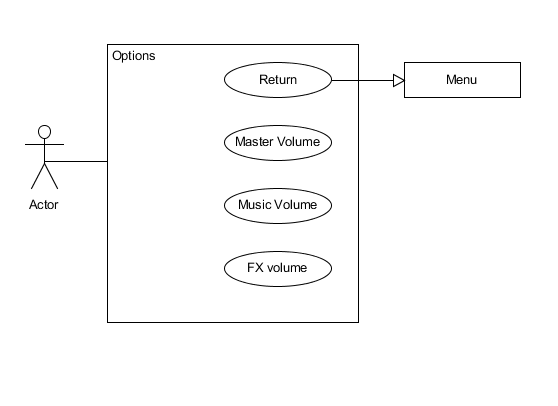 Options
Return
Menu
Master Volume
Music Volume
Actor
FX volume